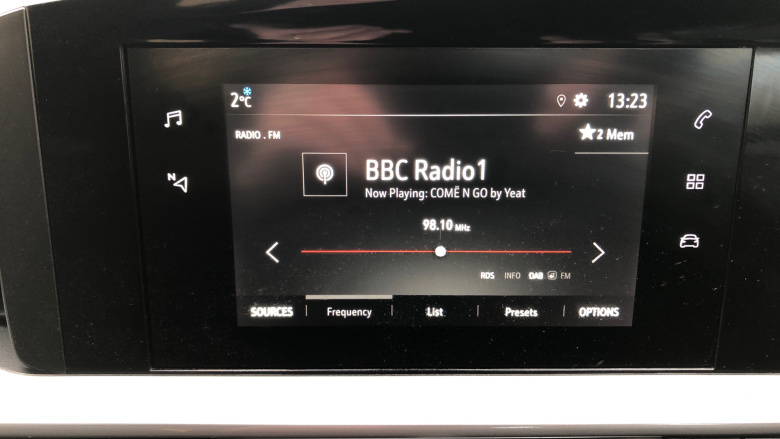 2°C 13:23
RADIO . FM 2 Mem
BBC Radio1
Now Playing: COMË N GO by Yeat
N
98.10 MHz
RDS INFO DAB FM
SOURCES Frequency List Presets OPTIONS